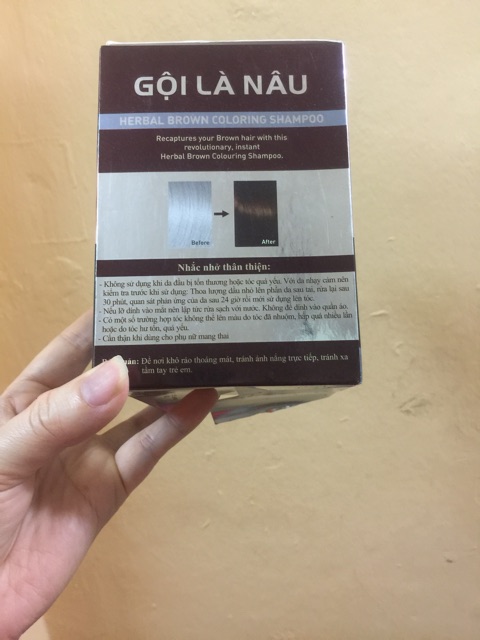 GỘI LÀ NÂU
HERBAL BROWN COLORING SHAMPOO
Recaptures your Brown hair with this
revolutionary, instant
Herbal Brown Colouring Shampoo.
Before
After
Nhắc nhở thân thiện:
- Không sử dụng khi da đầu bị tổn thương hoặc tóc quá yếu. Với da nhạy cảm nên
kiểm tra trước khi sử dụng: Thoa lượng dầu nhỏ lên phần da sau tai, rửa lại sau
30 phút, quan sát phản ứng của da sau 24 giờ rồi mới sử dụng lên tóc.
- Nếu lỡ dính vào mắt nên lập tức rửa sạch với nước. Không để dính vào quần áo.
- Có một số trường hợp tóc không thể lên màu do tóc đã nhuộm, hấp quá nhiều lần
hoặc do tóc hư tổn, quá yếu.
- Cẩn thận khi dùng cho phụ nữ mang thai
quản: Để nơi khô ráo thoáng mát, tránh ánh nắng trực tiếp, tránh xa
tầm tay trẻ em.